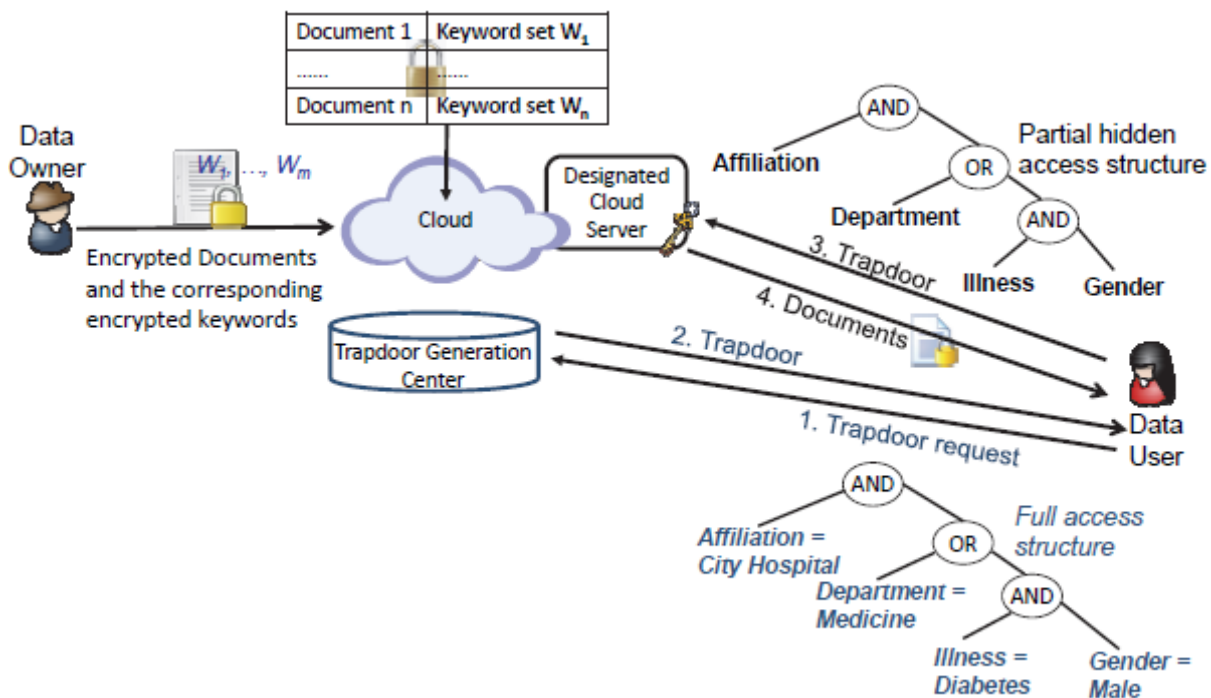 Document 1 Keyword set W1
...... ......
Document n Keyword set Wn
Data
Owner
W1, ..., Wm
Encrypted Documents
and the corresponding
encrypted keywords
Cloud
Designated
Cloud
Server
Trapdoor Generation
Center
AND
Affiliation
OR
Partial hidden
access structure
Department
AND
Illness
Gender
3. Trapdoor
4. Documents
2. Trapdoor
1. Trapdoor request
Data
User
AND
Affiliation =
City Hospital
OR
Full access
structure
Department =
Medicine
AND
Illness =
Diabetes
Gender =
Male